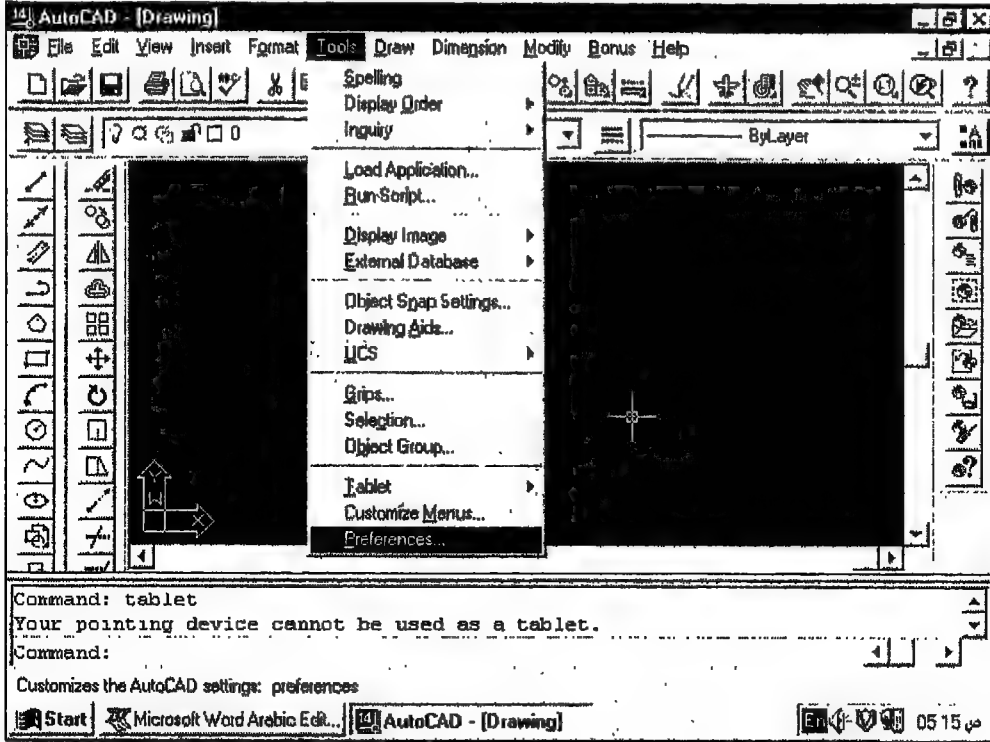 AutoCAD - [Drawing]
File Edit View Insert Format Tools Draw Dimension Modify Bonus Help
0 ByLayer
Spelling
Display Order
Inquiry
Load Application...
Run Script...
Display Image
External Database
Object Snap Settings...
Drawing Aids...
UCS
Grips...
Selection...
Object Group...
Tablet
Customize Menus...
Preferences...
Command: tablet
Your pointing device cannot be used as a tablet.
Command:
Customizes the AutoCAD settings: preferences
Start Microsoft Word Arabic Edit... AutoCAD - [Drawing] En 05 15 ص